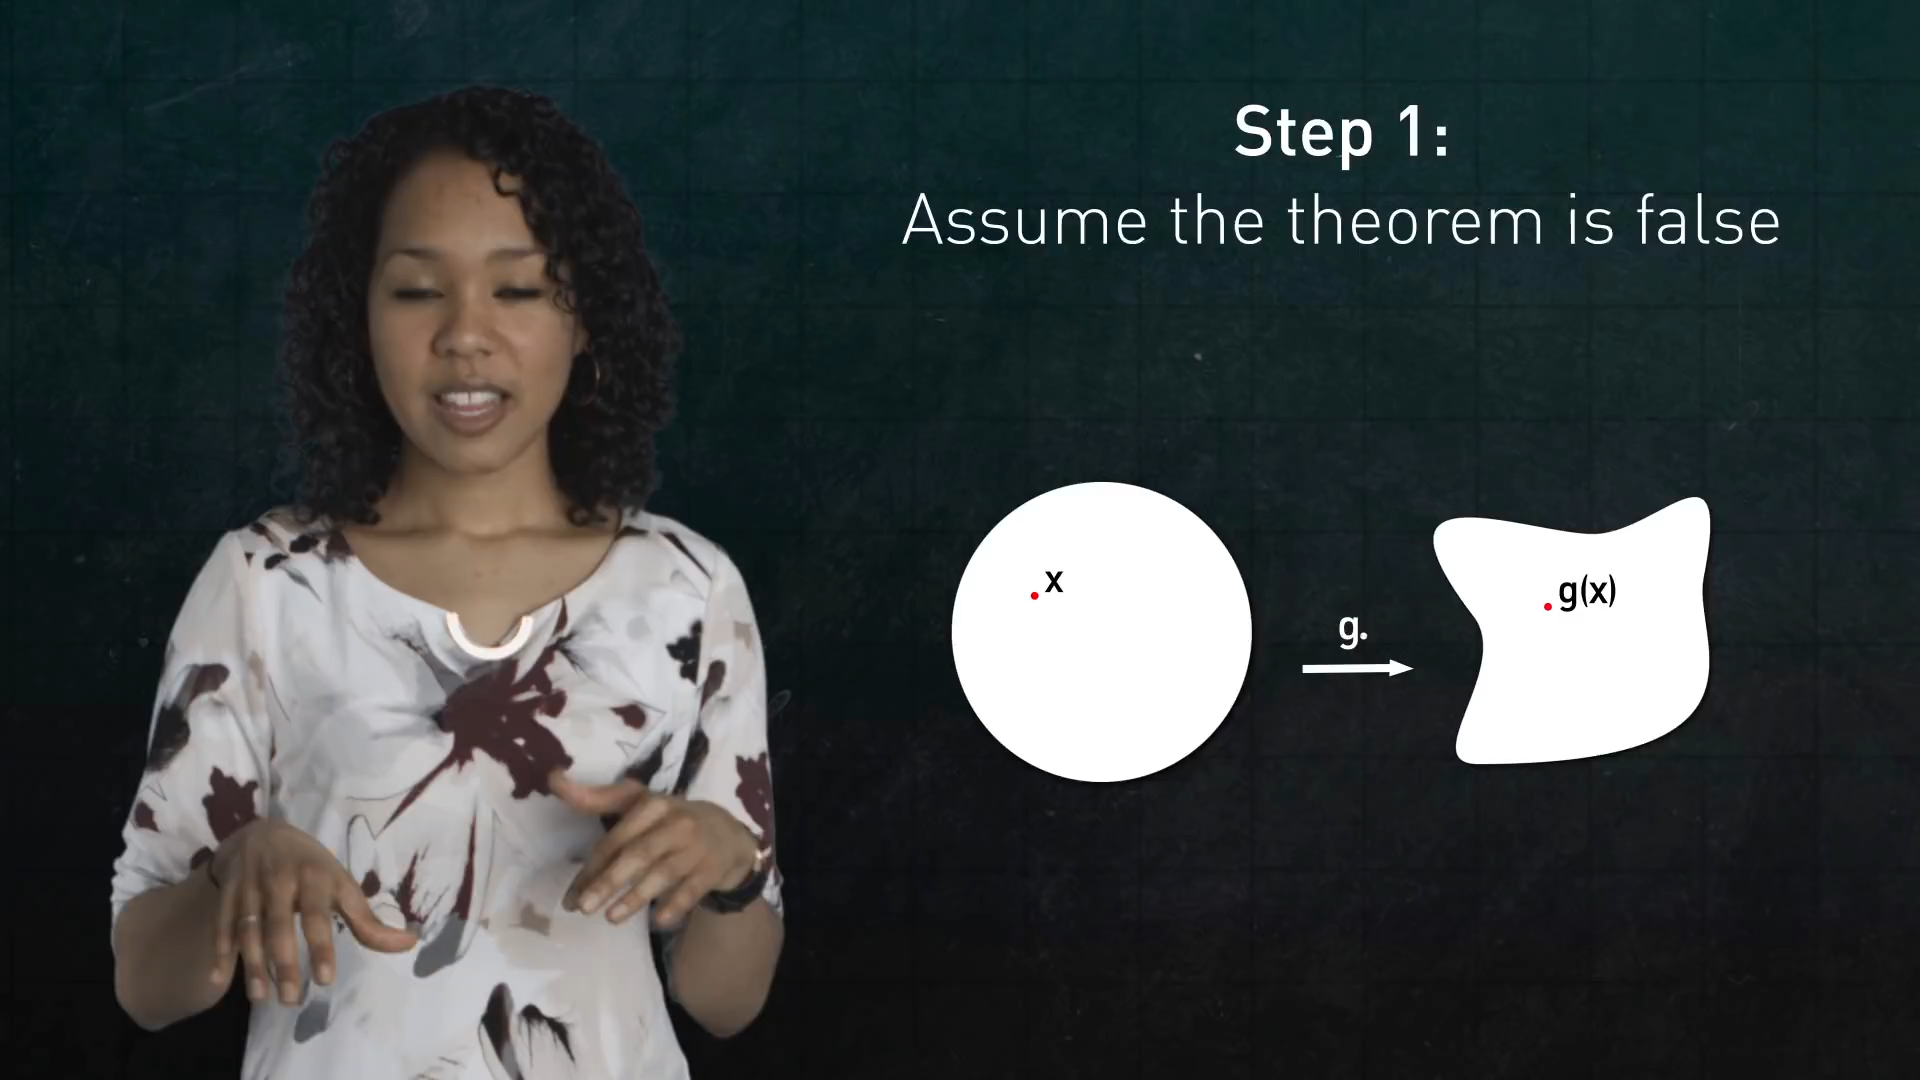 Step 1:
Assume the theorem is false
x
g.
g(x)